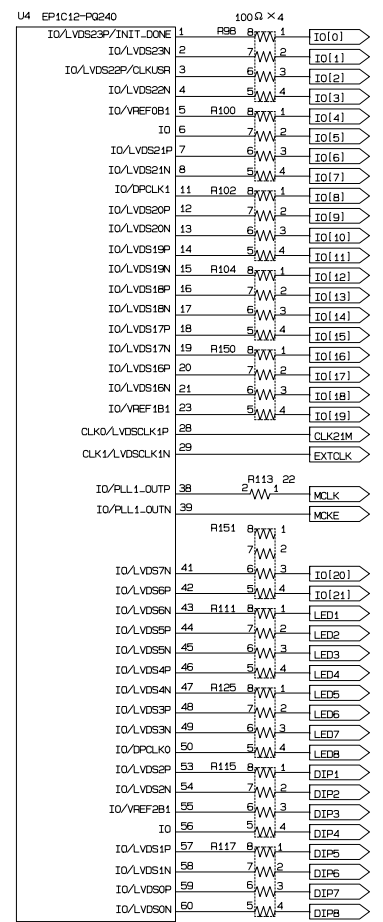 U4 EP1C12-PQ240 100Ω ×4
IO/LVDS23P/INIT_DONE 1 R98 8 1 IO[0]
IO/LVDS23N 2 7 2 IO[1]
IO/LVDS22P/CLKUSR 3 6 3 IO[2]
IO/LVDS22N 4 5 4 IO[3]
IO/VREF0B1 5 R100 8 1 IO[4]
IO 6 7 2 IO[5]
IO/LVDS21P 7 6 3 IO[6]
IO/LVDS21N 8 5 4 IO[7]
IO/DPCLK1 11 R102 8 1 IO[8]
IO/LVDS20P 12 7 2 IO[9]
IO/LVDS20N 13 6 3 IO[10]
IO/LVDS19P 14 5 4 IO[11]
IO/LVDS19N 15 R104 8 1 IO[12]
IO/LVDS18P 16 7 2 IO[13]
IO/LVDS18N 17 6 3 IO[14]
IO/LVDS17P 18 5 4 IO[15]
IO/LVDS17N 19 R150 8 1 IO[16]
IO/LVDS16P 20 7 2 IO[17]
IO/LVDS16N 21 6 3 IO[18]
IO/VREF1B1 23 5 4 IO[19]
CLK0/LVDSCLK1P 28 CLK21M
CLK1/LVDSCLK1N 29 EXTCLK
R113 22
IO/PLL1_OUTP 38 2 1 MCLK
IO/PLL1_OUTN 39 MCKE
R151 8 1
7 2
IO/LVDS7N 41 6 3 IO[20]
IO/LVDS6P 42 5 4 IO[21]
IO/LVDS6N 43 R111 8 1 LED1
IO/LVDS5P 44 7 2 LED2
IO/LVDS5N 45 6 3 LED3
IO/LVDS4P 46 5 4 LED4
IO/LVDS4N 47 R125 8 1 LED5
IO/LVDS3P 48 7 2 LED6
IO/LVDS3N 49 6 3 LED7
IO/DPCLK0 50 5 4 LED8
IO/LVDS2P 53 R115 8 1 DIP1
IO/LVDS2N 54 7 2 DIP2
IO/VREF2B1 55 6 3 DIP3
IO 56 5 4 DIP4
IO/LVDS1P 57 R117 8 1 DIP5
IO/LVDS1N 58 7 2 DIP6
IO/LVDS0P 59 6 3 DIP7
IO/LVDS0N 60 5 4 DIP8